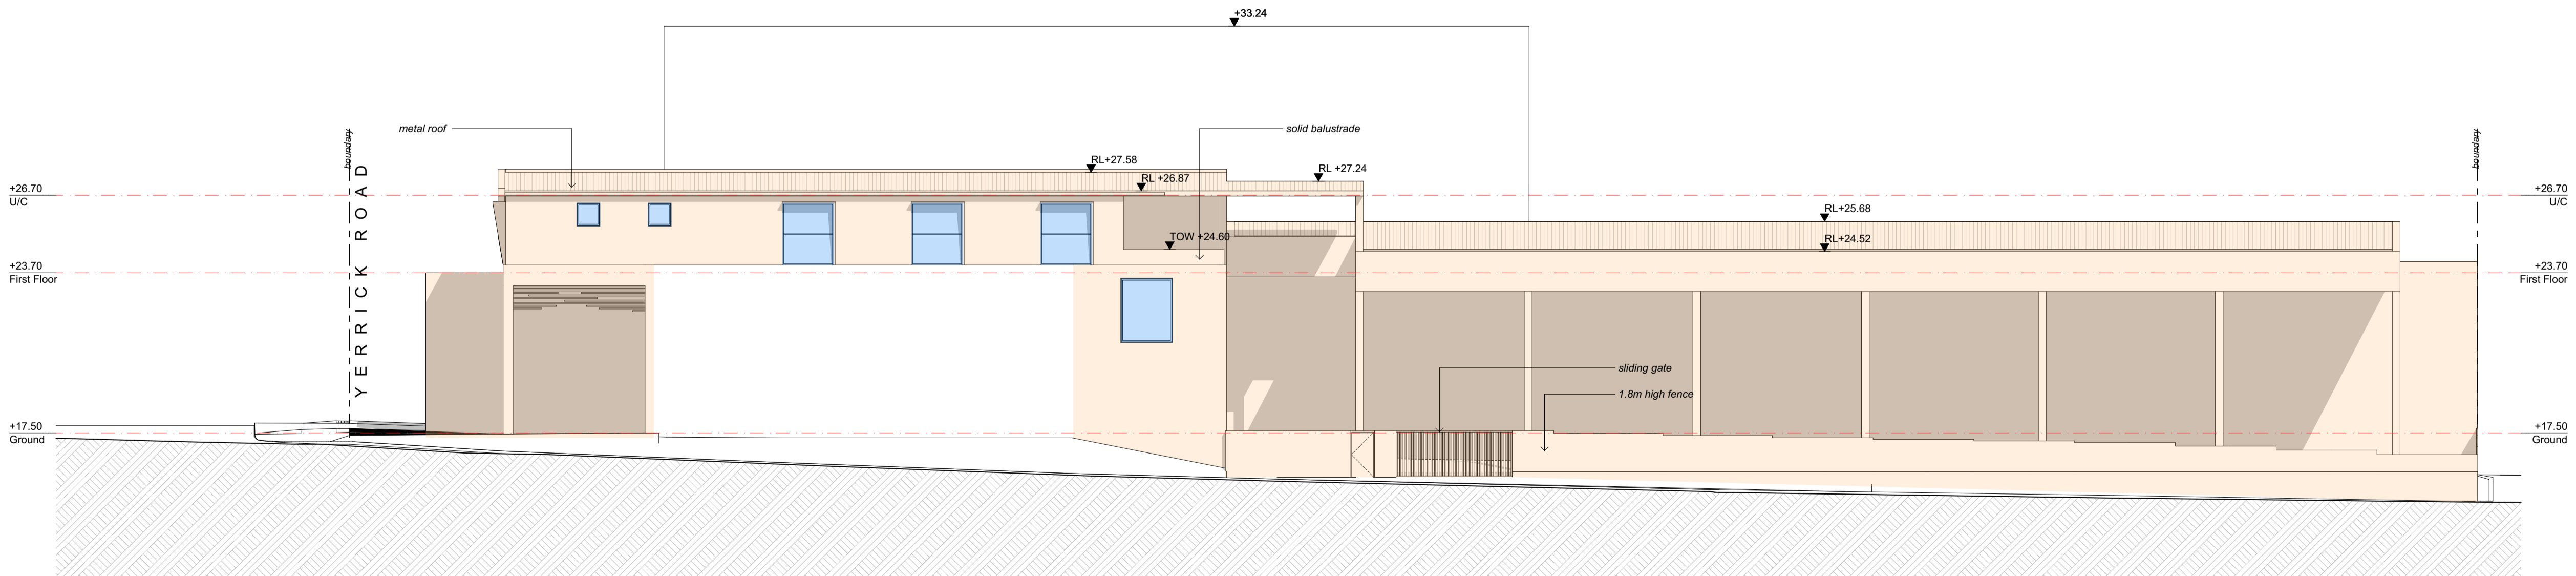 +33.24
metal roof
solid balustrade
boundary
boundary
YERRICK ROAD
RL+27.58
RL +27.24
RL +26.87
+26.70
U/C
+26.70
U/C
RL+25.68
TOW +24.60
RL+24.52
+23.70
First Floor
+23.70
First Floor
sliding gate
1.8m high fence
+17.50
Ground
+17.50
Ground